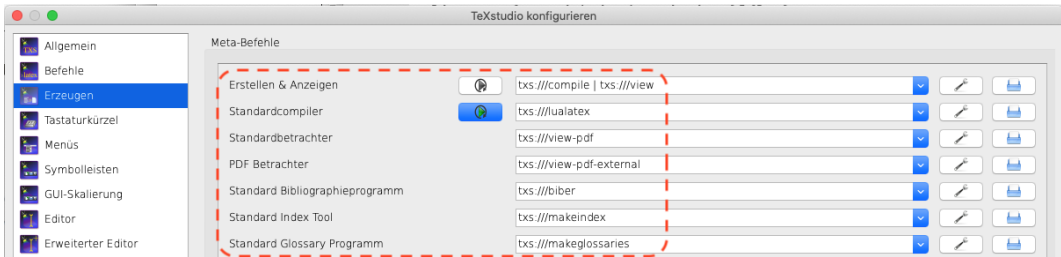 TeXstudio konfigurieren
Allgemein
Befehle
Erzeugen
Tastaturkürzel
Menüs
Symbolleisten
GUI-Skalierung
Editor
Erweiterter Editor
Meta-Befehle
Erstellen & Anzeigen txs:///compile | txs:///view
Standardcompiler txs:///lualatex
Standardbetrachter txs:///view-pdf
PDF Betrachter txs:///view-pdf-external
Standard Bibliographieprogramm txs:///biber
Standard Index Tool txs:///makeindex
Standard Glossary Programm txs:///makeglossaries